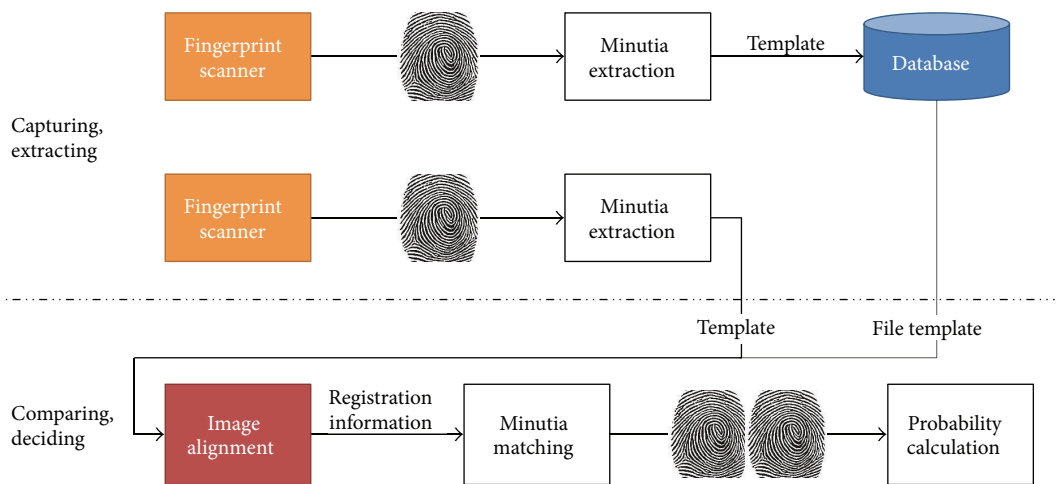 Fingerprint
scanner
Minutia
extraction
Template
Database
Capturing,
extracting
Fingerprint
scanner
Minutia
extraction
Template
File template
Comparing,
deciding
Image
alignment
Registration
information
Minutia
matching
Probability
calculation